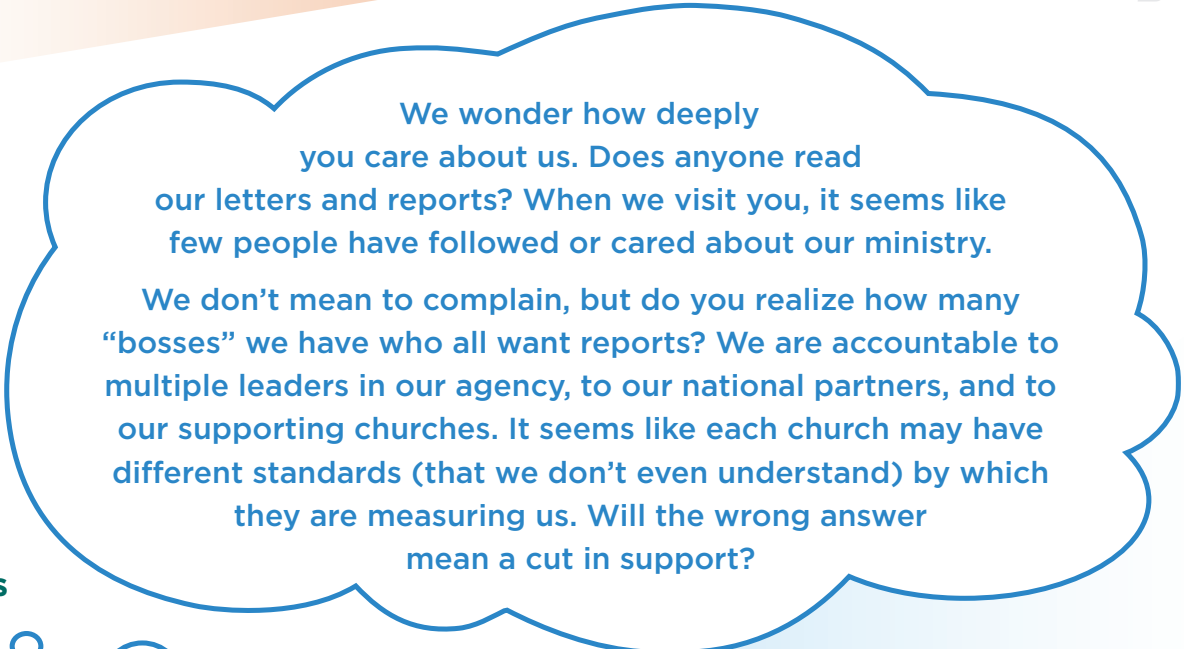 We wonder how deeply
you care about us. Does anyone read
our letters and reports? When we visit you, it seems like
few people have followed or cared about our ministry.
We don’t mean to complain, but do you realize how many
“bosses” we have who all want reports? We are accountable to
multiple leaders in our agency, to our national partners, and to
our supporting churches. It seems like each church may have
different standards (that we don’t even understand) by which
they are measuring us. Will the wrong answer
mean a cut in support?
s